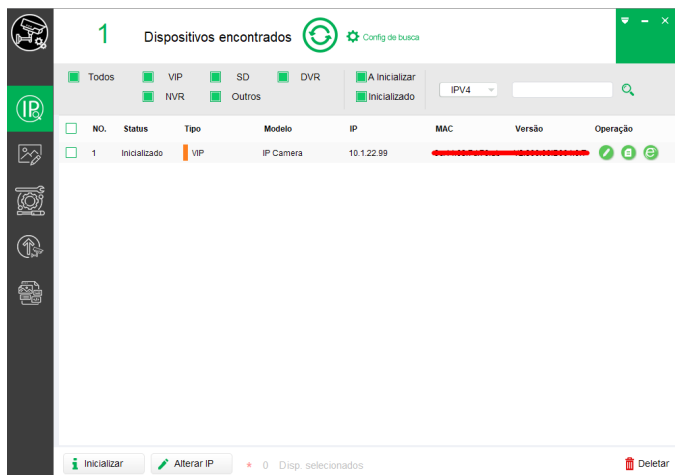 1 Dispositivos encontrados Config de busca
Todos VIP SD DVR A Inicializar
NVR Outros Inicializado IPV4
IP
NO. Status Tipo Modelo IP MAC Versão Operação
1 Inicializado VIP IP Camera 10.1.22.99
Inicializar Alterar IP * 0 Disp. selecionados Deletar